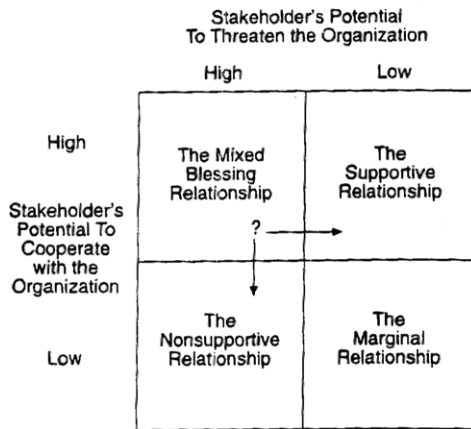 Stakeholder's Potential
To Threaten the Organization
High
Low
High
Stakeholder's
Potential To
Cooperate
with the
Organization
Low
The Mixed
Blessing
Relationship
?
The
Supportive
Relationship
The
Nonsupportive
Relationship
The
Marginal
Relationship